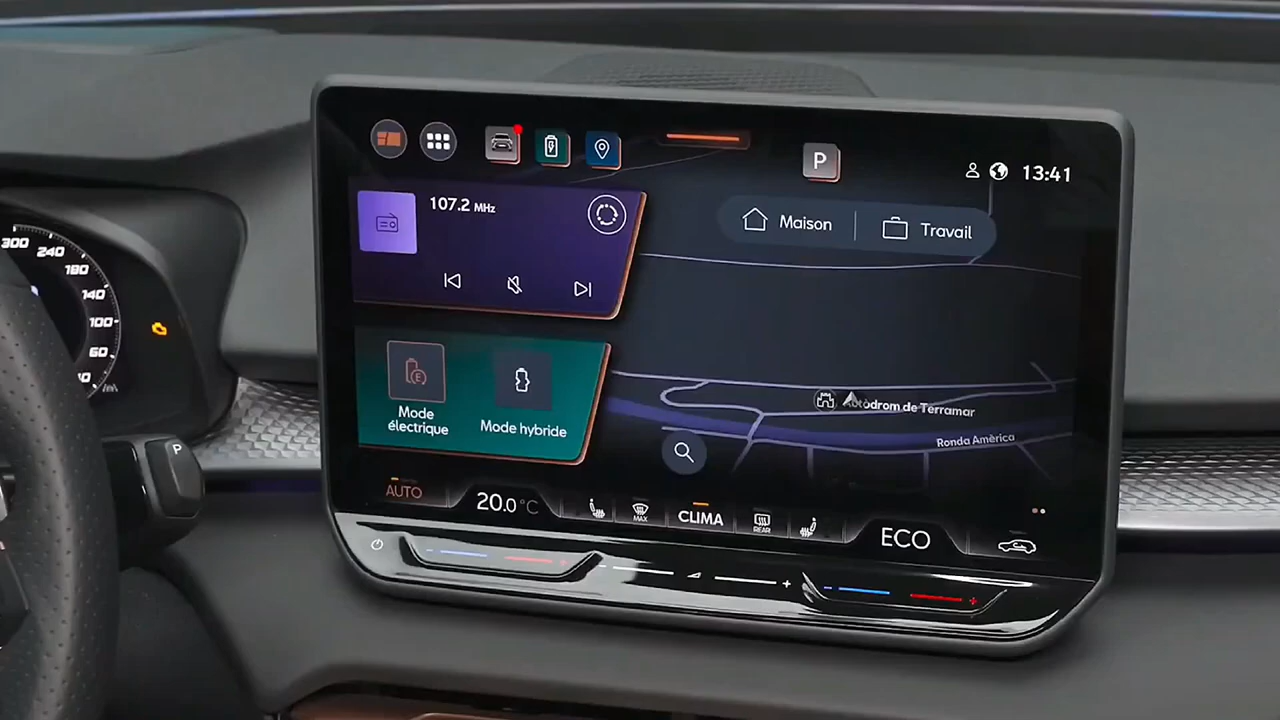 P
13:41
107.2 MHz
Maison
Travail
300
240
180
140
100
60
E
Mode
électrique
Mode hybride
Autòdrom de Terramar
Ronda Amèrica
P
AUTO
20.0°C
MAX
CLIMA
REAR
ECO